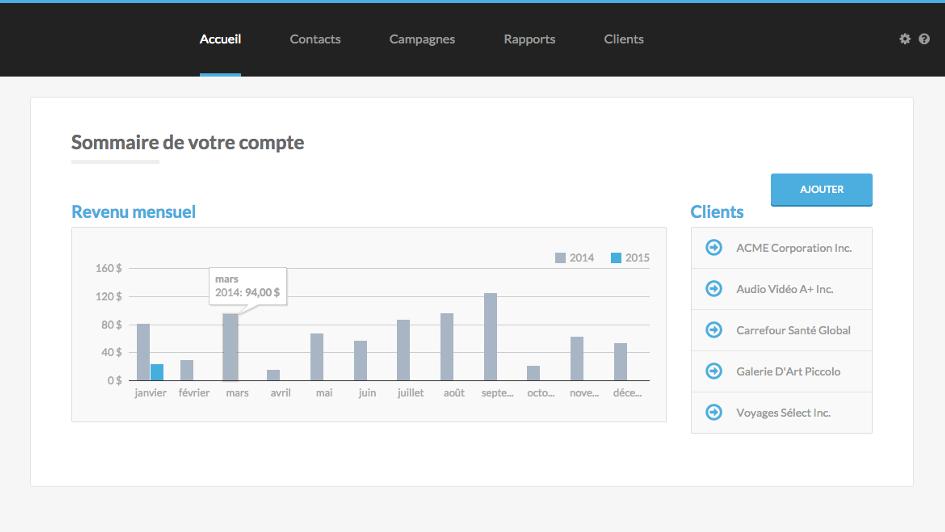 Accueil Contacts Campagnes Rapports Clients
Sommaire de votre compte
AJOUTER
Revenu mensuel
2014 2015
160 $
120 $
80 $
40 $
0 $
mars
2014: 94,00 $
janvier février mars avril mai juin juillet août septe... octo... nove... déce...
Clients
ACME Corporation Inc.
Audio Vidéo A+ Inc.
Carrefour Santé Global
Galerie D'Art Piccolo
Voyages Sélect Inc.